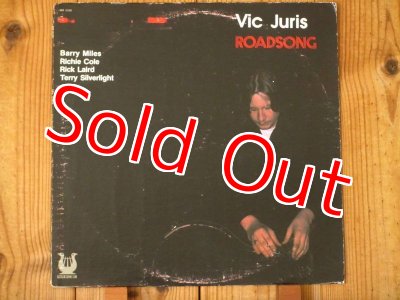 Vic Juris
ROADSONG
Barry Miles
Richie Cole
Rick Laird
Terry Silverlight
Sold Out